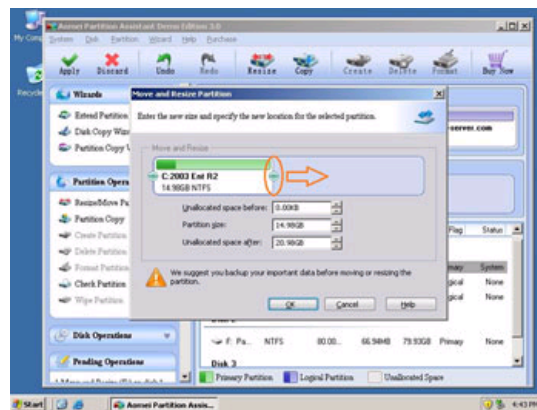 Aomei Partition Assistant Demo Edition 3.0
My Comp
System Disk Partition Wizard Help Purchase
Apply Discard Undo Redo Resize Copy Create Delete Format Buy Now
Recycle
Wizards
Extend Partition
Disk Copy Wiz
Partition Copy
Partition Opera
Resize/Move Pa
Partition Copy
Create Partition
Delete Partition
Format Partition
Check Partition
Wipe Partition
Disk Operations
Pending Operations
Move and Resize Partition
Enter the new size and specify the new location for the selected partition.
Move and Resize
C:2003 Ent R2
14.98GB NTFS
Unallocated space before: 0.00KB
Partition size: 14.98GB
Unallocated space after: 20.98GB
We suggest you backup your important data before moving or resizing the
partition.
OK Cancel Help
-server.com
Flag Status
mary System
gical None
gical None
F: Pa... NTFS 80.00... 66.94MB 79.93GB Primary None
Disk 3
Primary Partition Logical Partition Unallocated Space
Start Aomei Partition Assis... 4:43 PM